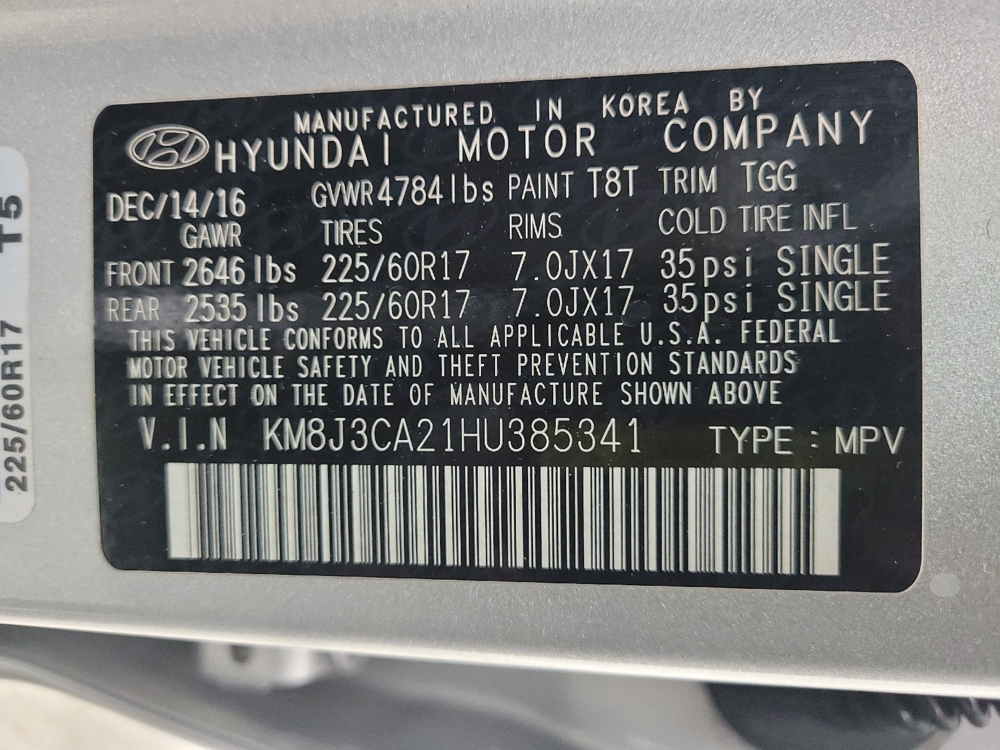 MANUFACTURED IN KOREA BY
HYUNDAI MOTOR COMPANY
DEC/14/16 GVWR 4784 lbs PAINT T8T TRIM TGG
GAWR TIRES RIMS COLD TIRE INFL
FRONT 2646 lbs 225/60R17 7.0JX17 35psi SINGLE
REAR 2535 lbs 225/60R17 7.0JX17 35psi SINGLE
THIS VEHICLE CONFORMS TO ALL APPLICABLE U.S.A. FEDERAL
MOTOR VEHICLE SAFETY AND THEFT PREVENTION STANDARDS
IN EFFECT ON THE DATE OF MANUFACTURE SHOWN ABOVE
V.I.N KM8J3CA21HU385341 TYPE : MPV
225/60R17 T5